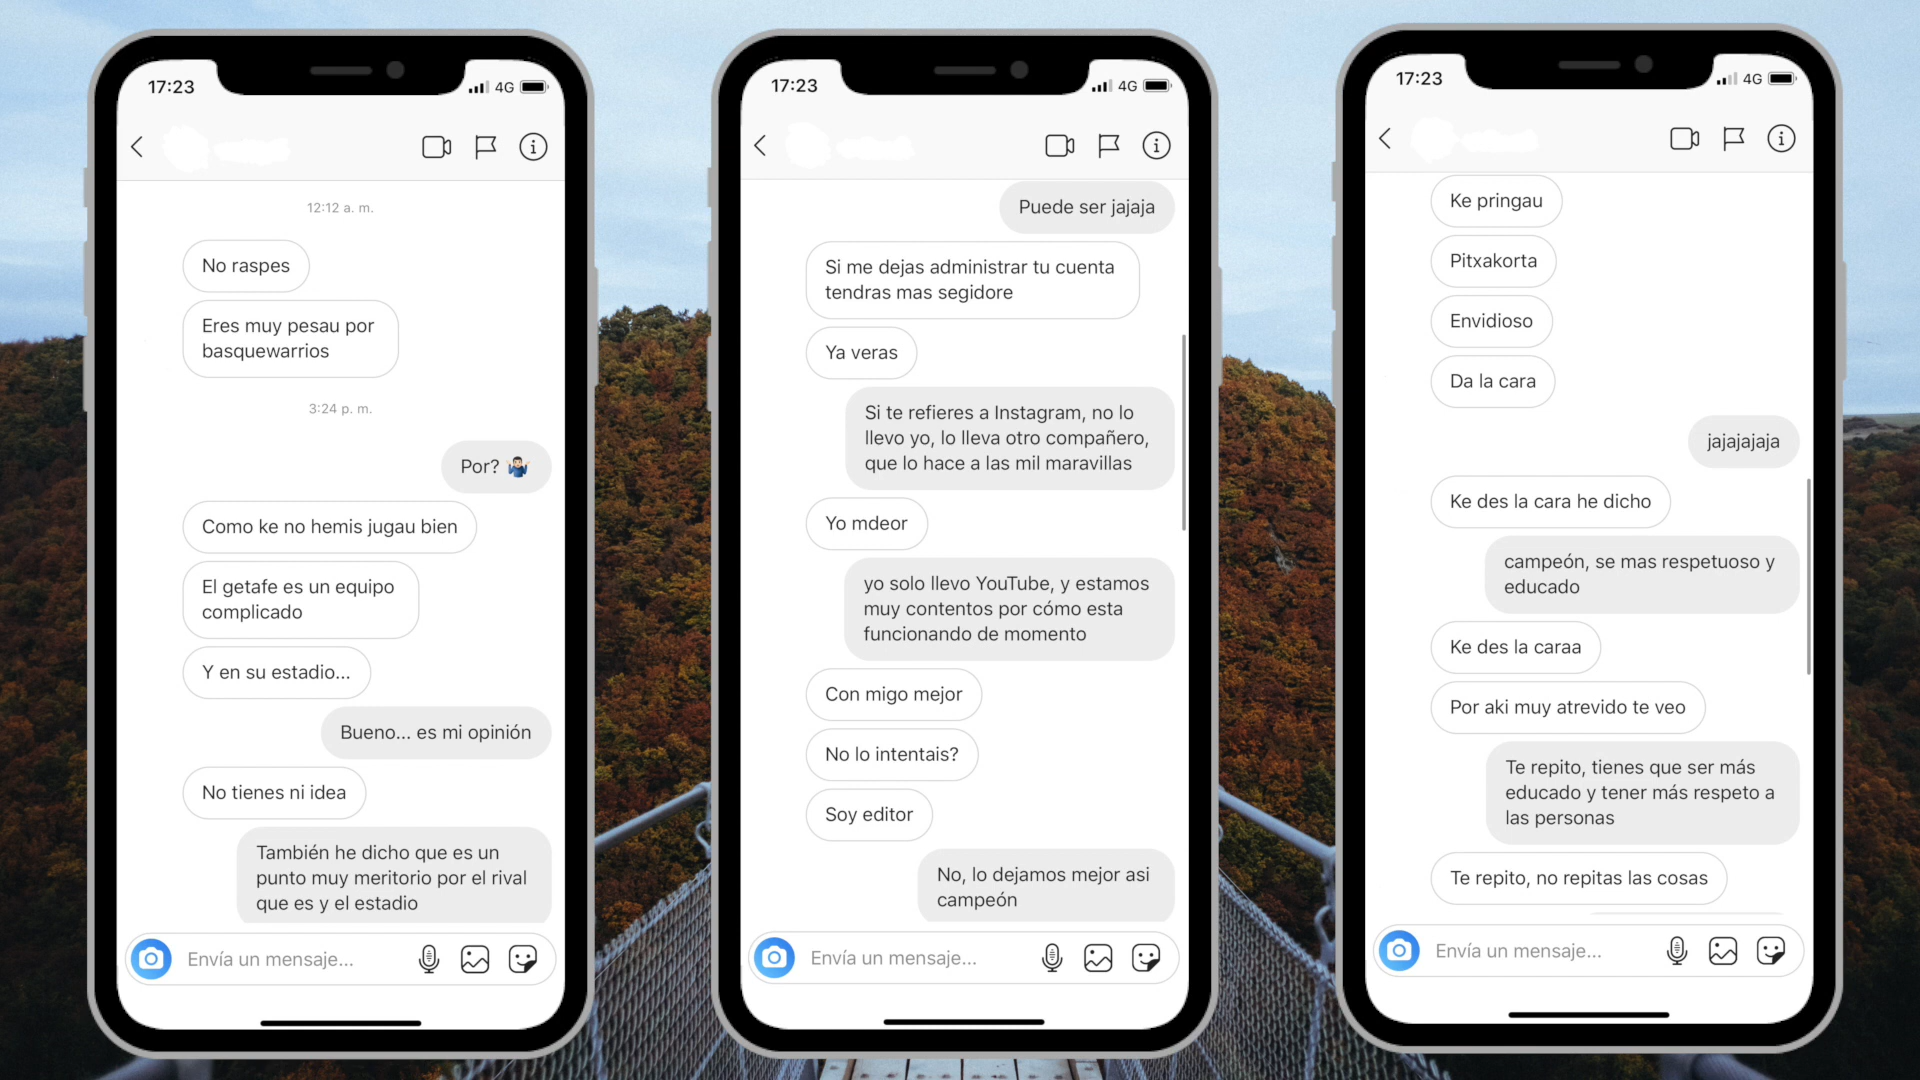 17:23
4G
12:12 a. m.
No raspes
Eres muy pesau por
basquewarrios
3:24 p. m.
Por? 🤷🏻‍♂️
Como ke no hemis jugau bien
El getafe es un equipo
complicado
Y en su estadio...
Bueno... es mi opinión
No tienes ni idea
También he dicho que es un
punto muy meritorio por el rival
que es y el estadio
Envía un mensaje...
17:23
4G
Puede ser jajaja
Si me dejas administrar tu cuenta
tendras mas segidore
Ya veras
Si te refieres a Instagram, no lo
llevo yo, lo lleva otro compañero,
que lo hace a las mil maravillas
Yo mdeor
yo solo llevo YouTube, y estamos
muy contentos por cómo esta
funcionando de momento
Con migo mejor
No lo intentais?
Soy editor
No, lo dejamos mejor asi
campeón
Envía un mensaje...
17:23
4G
Ke pringau
Pitxakorta
Envidioso
Da la cara
jajajajaja
Ke des la cara he dicho
campeón, se mas respetuoso y
educado
Ke des la caraa
Por aki muy atrevido te veo
Te repito, tienes que ser más
educado y tener más respeto a
las personas
Te repito, no repitas las cosas
Envía un mensaje...